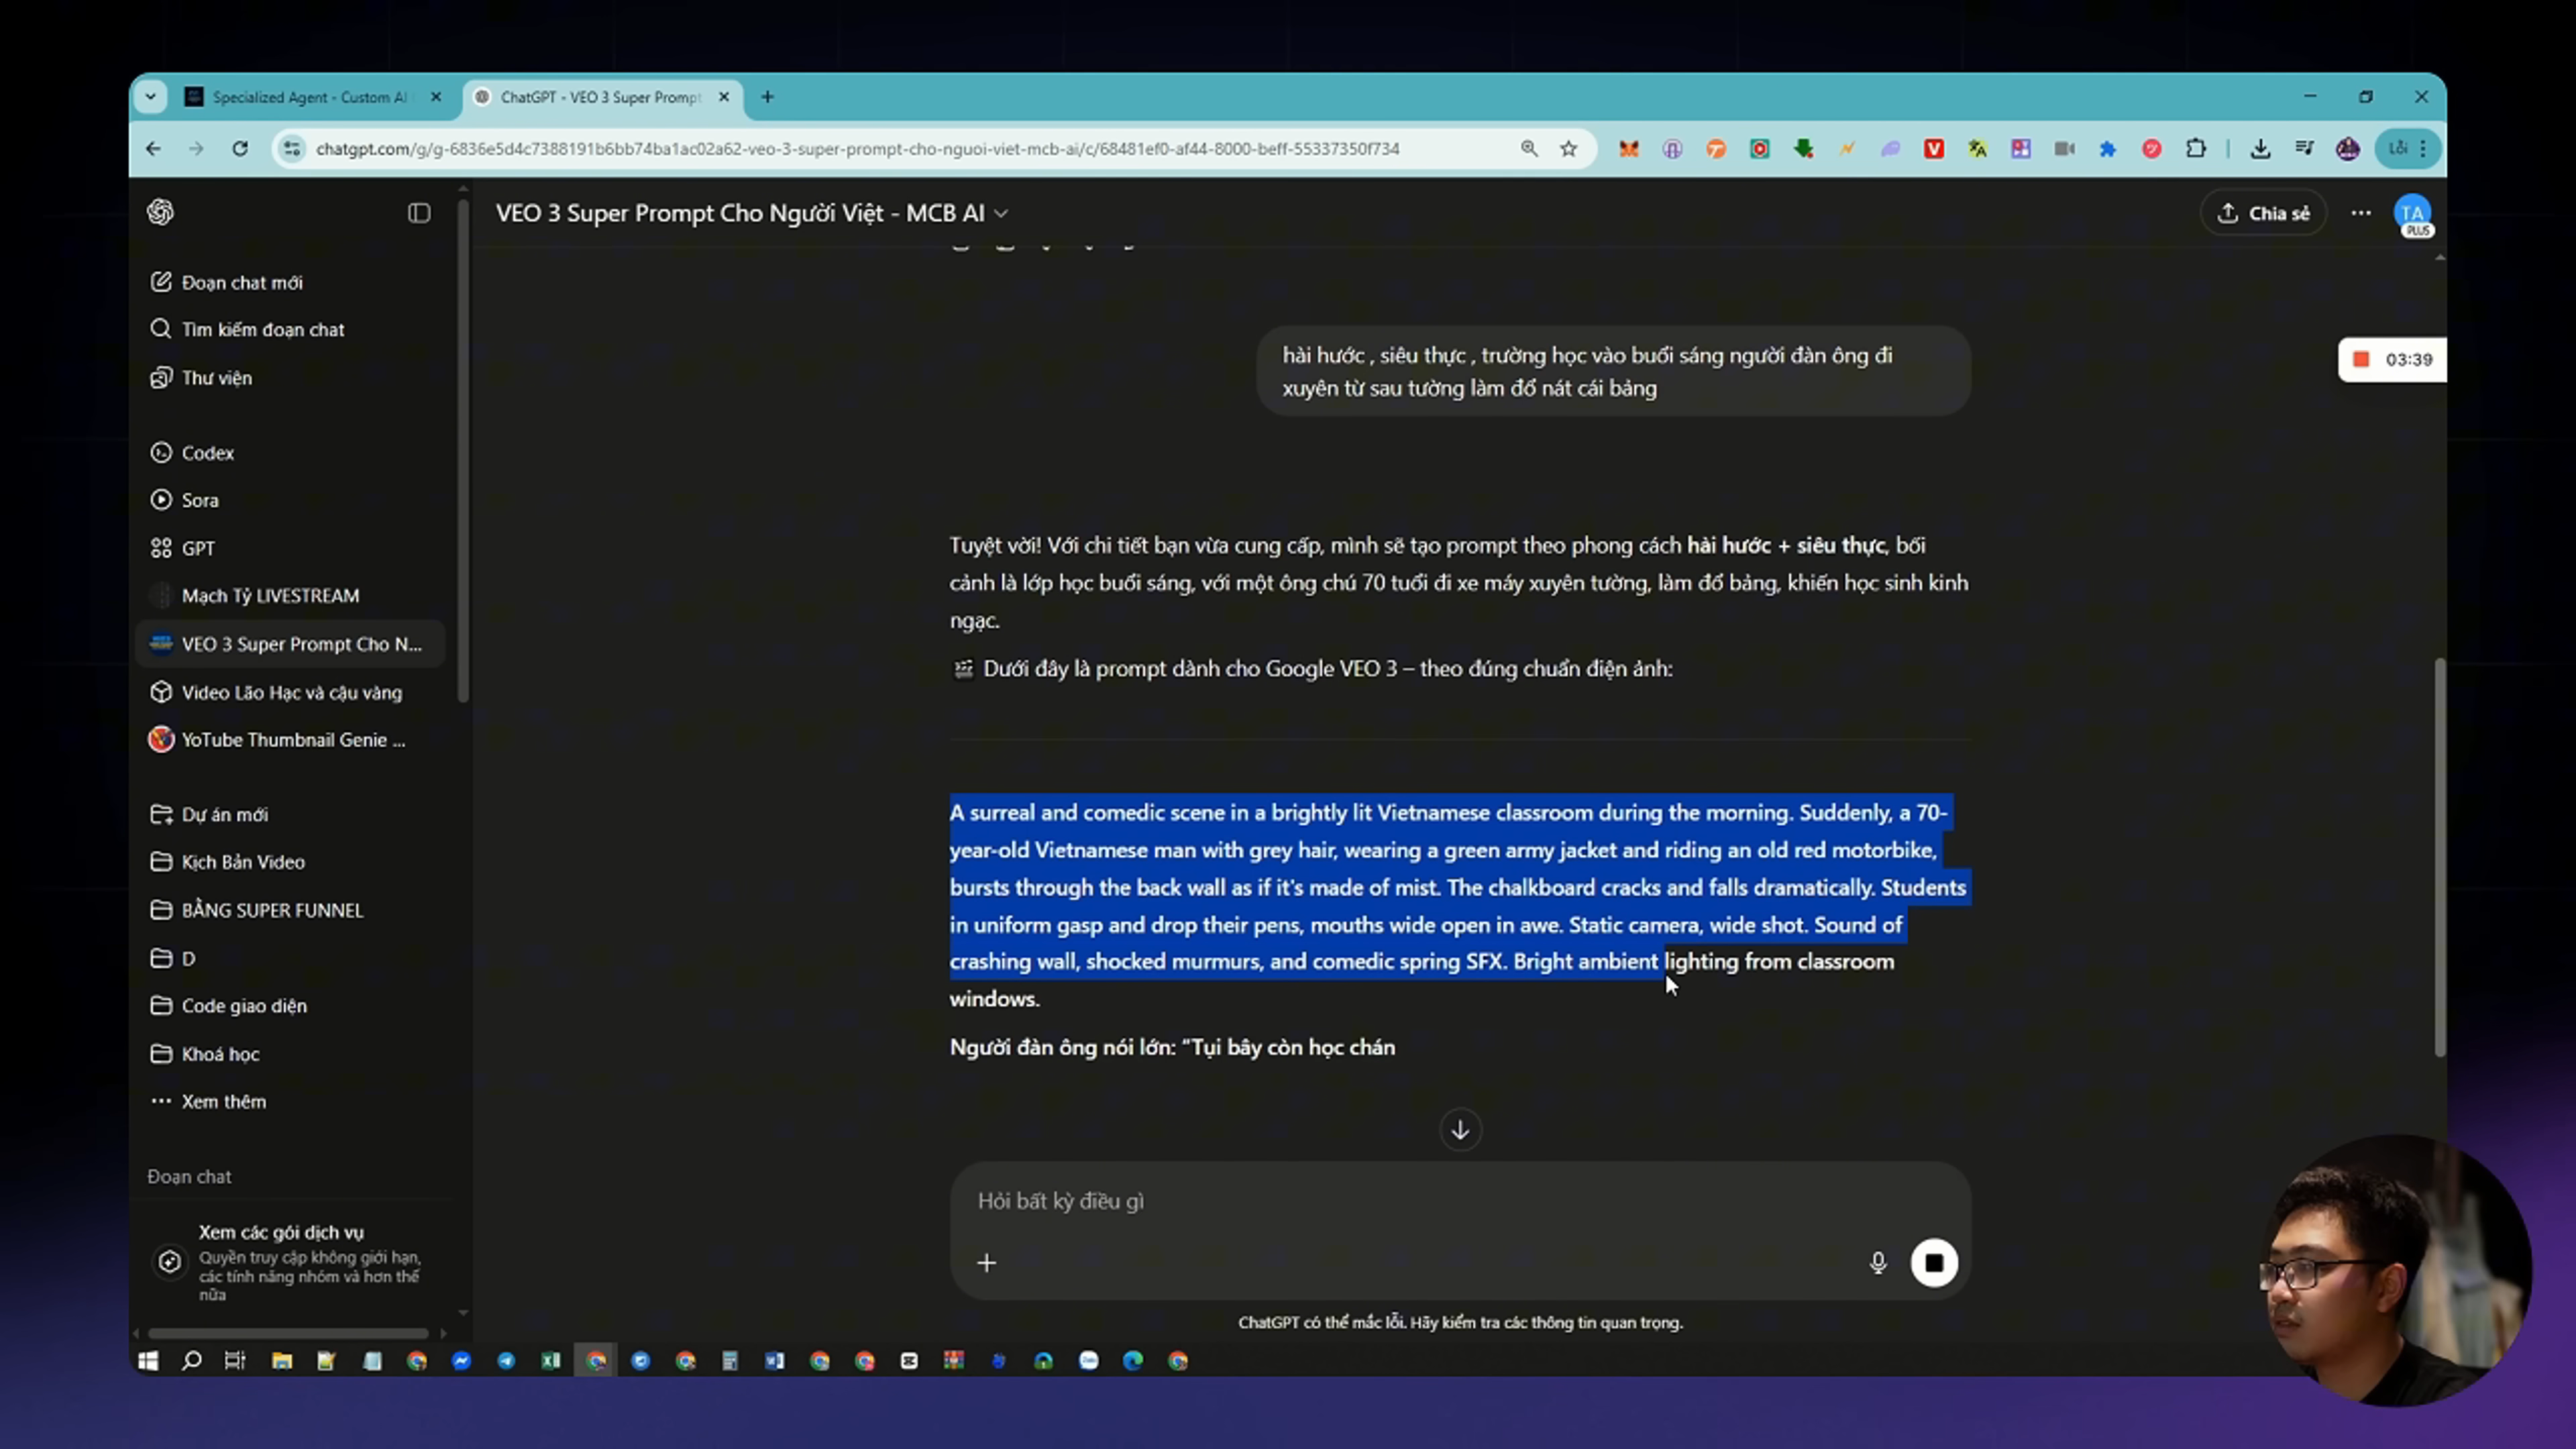 Specialized Agent - Custom AI
ChatGPT - VEO 3 Super Prompt
chatgpt.com/g/g-6836e5d4c7388191b6bb74ba1ac02a62-veo-3-super-prompt-cho-nguoi-viet-mcb-ai/c/68481ef0-af44-8000-beff-55337350f734
Lỗi
VEO 3 Super Prompt Cho Người Việt - MCB AI
Chia sẻ
TA
PLUS
Đoạn chat mới
Tìm kiếm đoạn chat
Thư viện
Codex
Sora
GPT
Mạch Tỷ LIVESTREAM
VEO 3 Super Prompt Cho N...
Video Lão Hạc và cậu vàng
YoTube Thumbnail Genie ...
Dự án mới
Kịch Bản Video
BẰNG SUPER FUNNEL
D
Code giao diện
Khoá học
Xem thêm
Đoạn chat
Xem các gói dịch vụ
Quyền truy cập không giới hạn,
các tính năng nhóm và hơn thế
nữa
hài hước , siêu thực , trường học vào buổi sáng người đàn ông đi
xuyên từ sau tường làm đổ nát cái bảng
03:39
Tuyệt vời! Với chi tiết bạn vừa cung cấp, mình sẽ tạo prompt theo phong cách hài hước + siêu thực, bối
cảnh là lớp học buổi sáng, với một ông chú 70 tuổi đi xe máy xuyên tường, làm đổ bảng, khiến học sinh kinh
ngạc.
Dưới đây là prompt dành cho Google VEO 3 – theo đúng chuẩn điện ảnh:
A surreal and comedic scene in a brightly lit Vietnamese classroom during the morning. Suddenly, a 70-
year-old Vietnamese man with grey hair, wearing a green army jacket and riding an old red motorbike,
bursts through the back wall as if it's made of mist. The chalkboard cracks and falls dramatically. Students
in uniform gasp and drop their pens, mouths wide open in awe. Static camera, wide shot. Sound of
crashing wall, shocked murmurs, and comedic spring SFX. Bright ambient lighting from classroom
windows.
Người đàn ông nói lớn: “Tụi bây còn học chán
Hỏi bất kỳ điều gì
ChatGPT có thể mắc lỗi. Hãy kiểm tra các thông tin quan trọng.